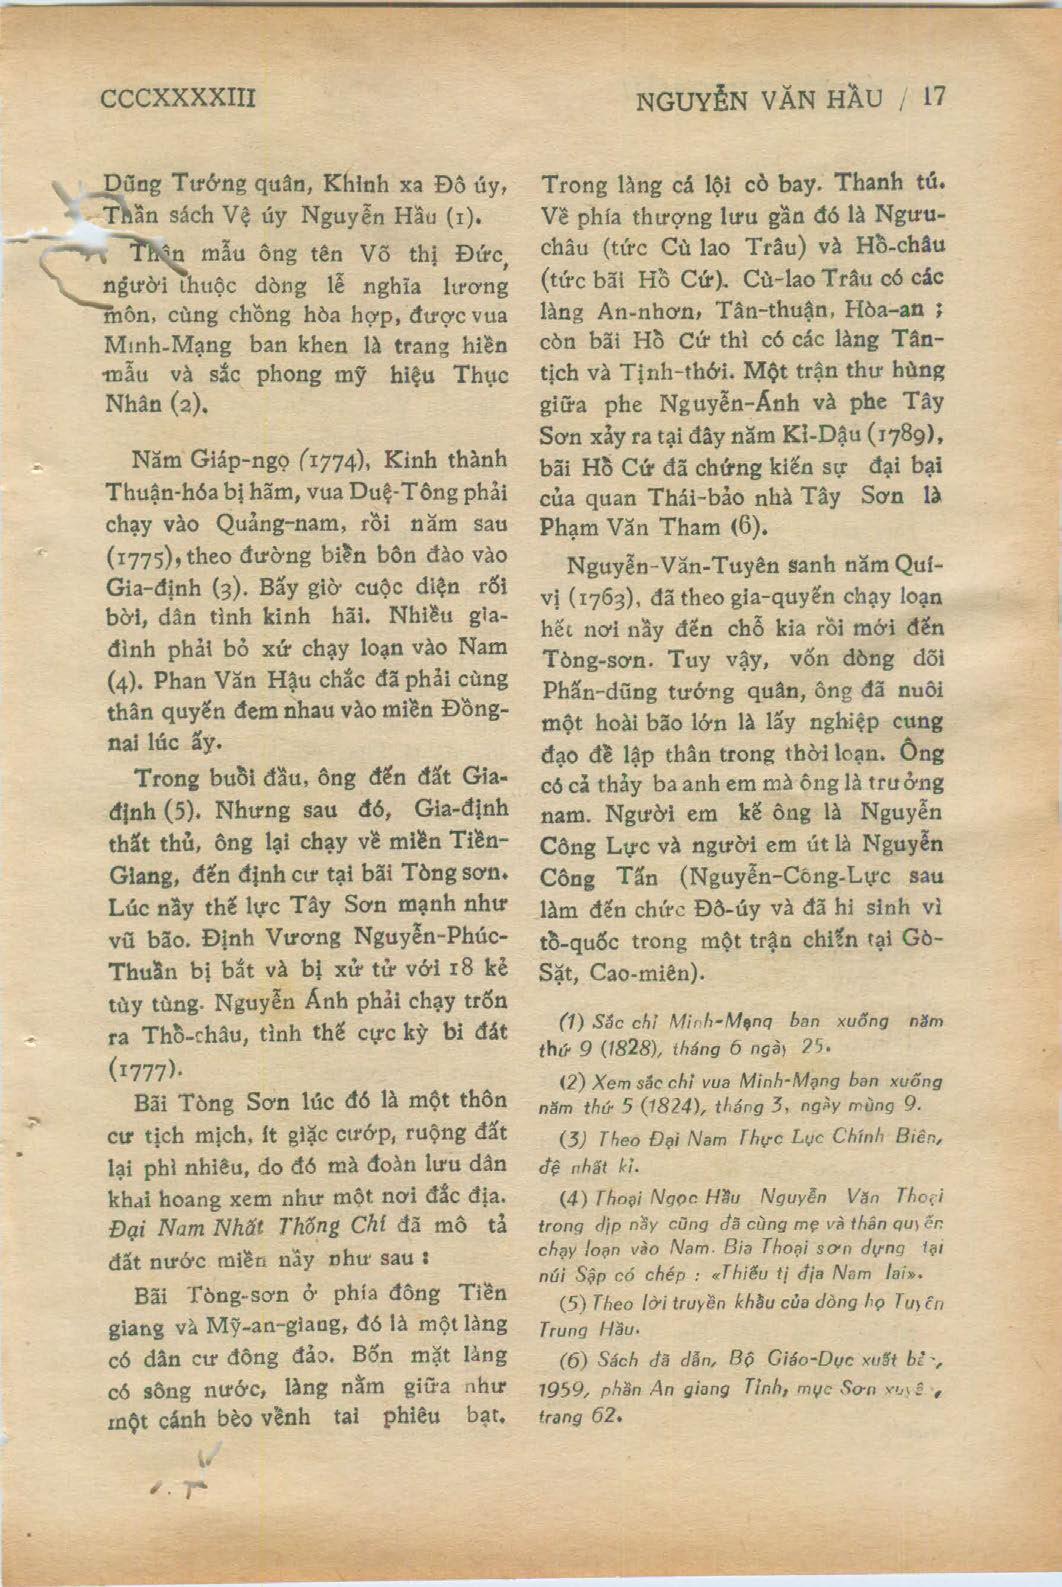 CCCXXXXIII
NGUYỄN VĂN HẦU / 17
Dũng Tướng quân, Khinh xa Đô úy,
Thần sách Vệ úy Nguyễn Hầu (1).
Thân mẫu ông tên Võ thị Đức,
người thuộc dòng lễ nghĩa lương
môn, cùng chồng hòa hợp, được vua
Minh-Mạng ban khen là trang hiền
mẫu và sắc phong mỹ hiệu Thục
Nhân (2).
Năm Giáp-ngọ (1774), Kinh thành
Thuận-hóa bị hãm, vua Duệ-Tông phải
chạy vào Quảng-nam, rồi năm sau
(1775), theo đường biển bôn đào vào
Gia-định (3). Bấy giờ cuộc diện rối
bời, dân tình kinh hãi. Nhiều gia-
đình phải bỏ xứ chạy loạn vào Nam
(4). Phan Văn Hậu chắc đã phải cùng
thân quyến đem nhau vào miền Đồng-
nai lúc ấy.
Trong buổi đầu, ông đến đất Gia-
định (5). Nhưng sau đó, Gia-định
thất thủ, ông lại chạy về miền Tiền-
Giang, đến định cư tại bãi Tòng sơn.
Lúc nầy thế lực Tây Sơn mạnh như
vũ bão. Định Vương Nguyễn-Phúc-
Thuần bị bắt và bị xử tử với 18 kẻ
tùy tùng. Nguyễn Ánh phải chạy trốn
ra Thổ-châu, tình thế cực kỳ bi đát
(1777).
Bãi Tòng Sơn lúc đó là một thôn
cư tịch mịch, ít giặc cướp, ruộng đất
lại phì nhiêu, do đó mà đoàn lưu dân
khai hoang xem như một nơi đắc địa.
Đại Nam Nhất Thống Chí đã mô tả
đất nước miền nầy như sau :
Bãi Tòng-sơn ở phía đông Tiền
giang và Mỹ-an-giang, đó là một làng
có dân cư đông đảo. Bốn mặt làng
có sông nước, làng nằm giữa như
một cánh bèo vềnh tai phiêu bạt.
Trong làng cá lội cò bay. Thanh tú.
Về phía thượng lưu gần đó là Ngưu-
châu (tức Cù lao Trâu) và Hồ-châu
(tức bãi Hồ Cứ). Cù-lao Trâu có các
làng An-nhơn, Tân-thuận, Hòa-an ;
còn bãi Hồ Cứ thì có các làng Tân-
tịch và Tịnh-thới. Một trận thư hùng
giữa phe Nguyễn-Ánh và phe Tây
Sơn xảy ra tại đây năm Kỉ-Dậu (1789),
bãi Hồ Cứ đã chứng kiến sự đại bại
của quan Thái-bảo nhà Tây Sơn là
Phạm Văn Tham (6).
Nguyễn-Văn-Tuyên sanh năm Quí-
vị (1763), đã theo gia-quyến chạy loạn
hết nơi nầy đến chỗ kia rồi mới đến
Tòng-sơn. Tuy vậy, vốn dòng dõi
Phấn-dũng tướng quân, ông đã nuôi
một hoài bão lớn là lấy nghiệp cung
đạo để lập thân trong thời loạn. Ông
có cả thảy ba anh em mà ông là trưởng
nam. Người em kế ông là Nguyễn
Công Lực và người em út là Nguyễn
Công Tấn (Nguyễn-Công-Lực sau
làm đến chức Đô-úy và đã hi sinh vì
tổ-quốc trong một trận chiến tại Gò-
Sặt, Cao-miên).
(1) Sắc chỉ Minh-Mạng ban xuống năm
thứ 9 (1828), tháng 6 ngày 25.
(2) Xem sắc chỉ vua Minh-Mạng ban xuống
năm thứ 5 (1824), tháng 3, ngày mùng 9.
(3) Theo Đại Nam Thực Lục Chính Biên,
đệ nhất kỉ.
(4) Thoại Ngọc Hầu Nguyễn Văn Thoại
trong dịp nầy cũng đã cùng mẹ và thân quyến
chạy loạn vào Nam. Bia Thoại sơn dựng tại
núi Sập có chép : «Thiếu tị địa Nam lai».
(5) Theo lời truyền khẩu của dòng họ Tuyên
Trung Hầu.
(6) Sách đã dẫn, Bộ Giáo-Dục xuất
1959, phần An giang Tỉnh, mục Sơn
trang 62.